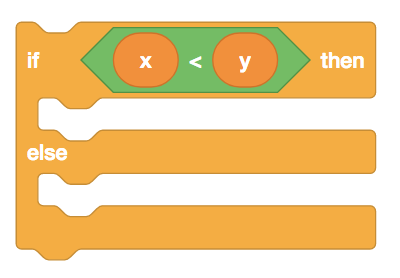 if x < y then
else